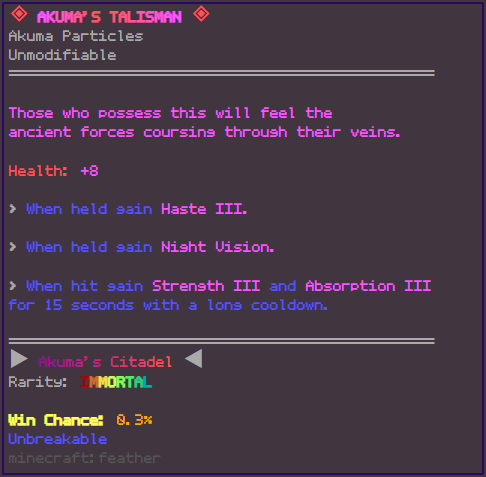 AKUMA'S TALISMAN
Akuma Particles
Unmodifiable
Those who possess this will feel the
ancient forces coursing through their veins.
Health: +8
> When held gain Haste III.
> When held gain Night Vision.
> When hit gain Strength III and Absorption III
for 15 seconds with a long cooldown.
▶ Akuma's Citadel ◀
Rarity: IMMORTAL
Win Chance: 0.3%
Unbreakable
minecraft:feather